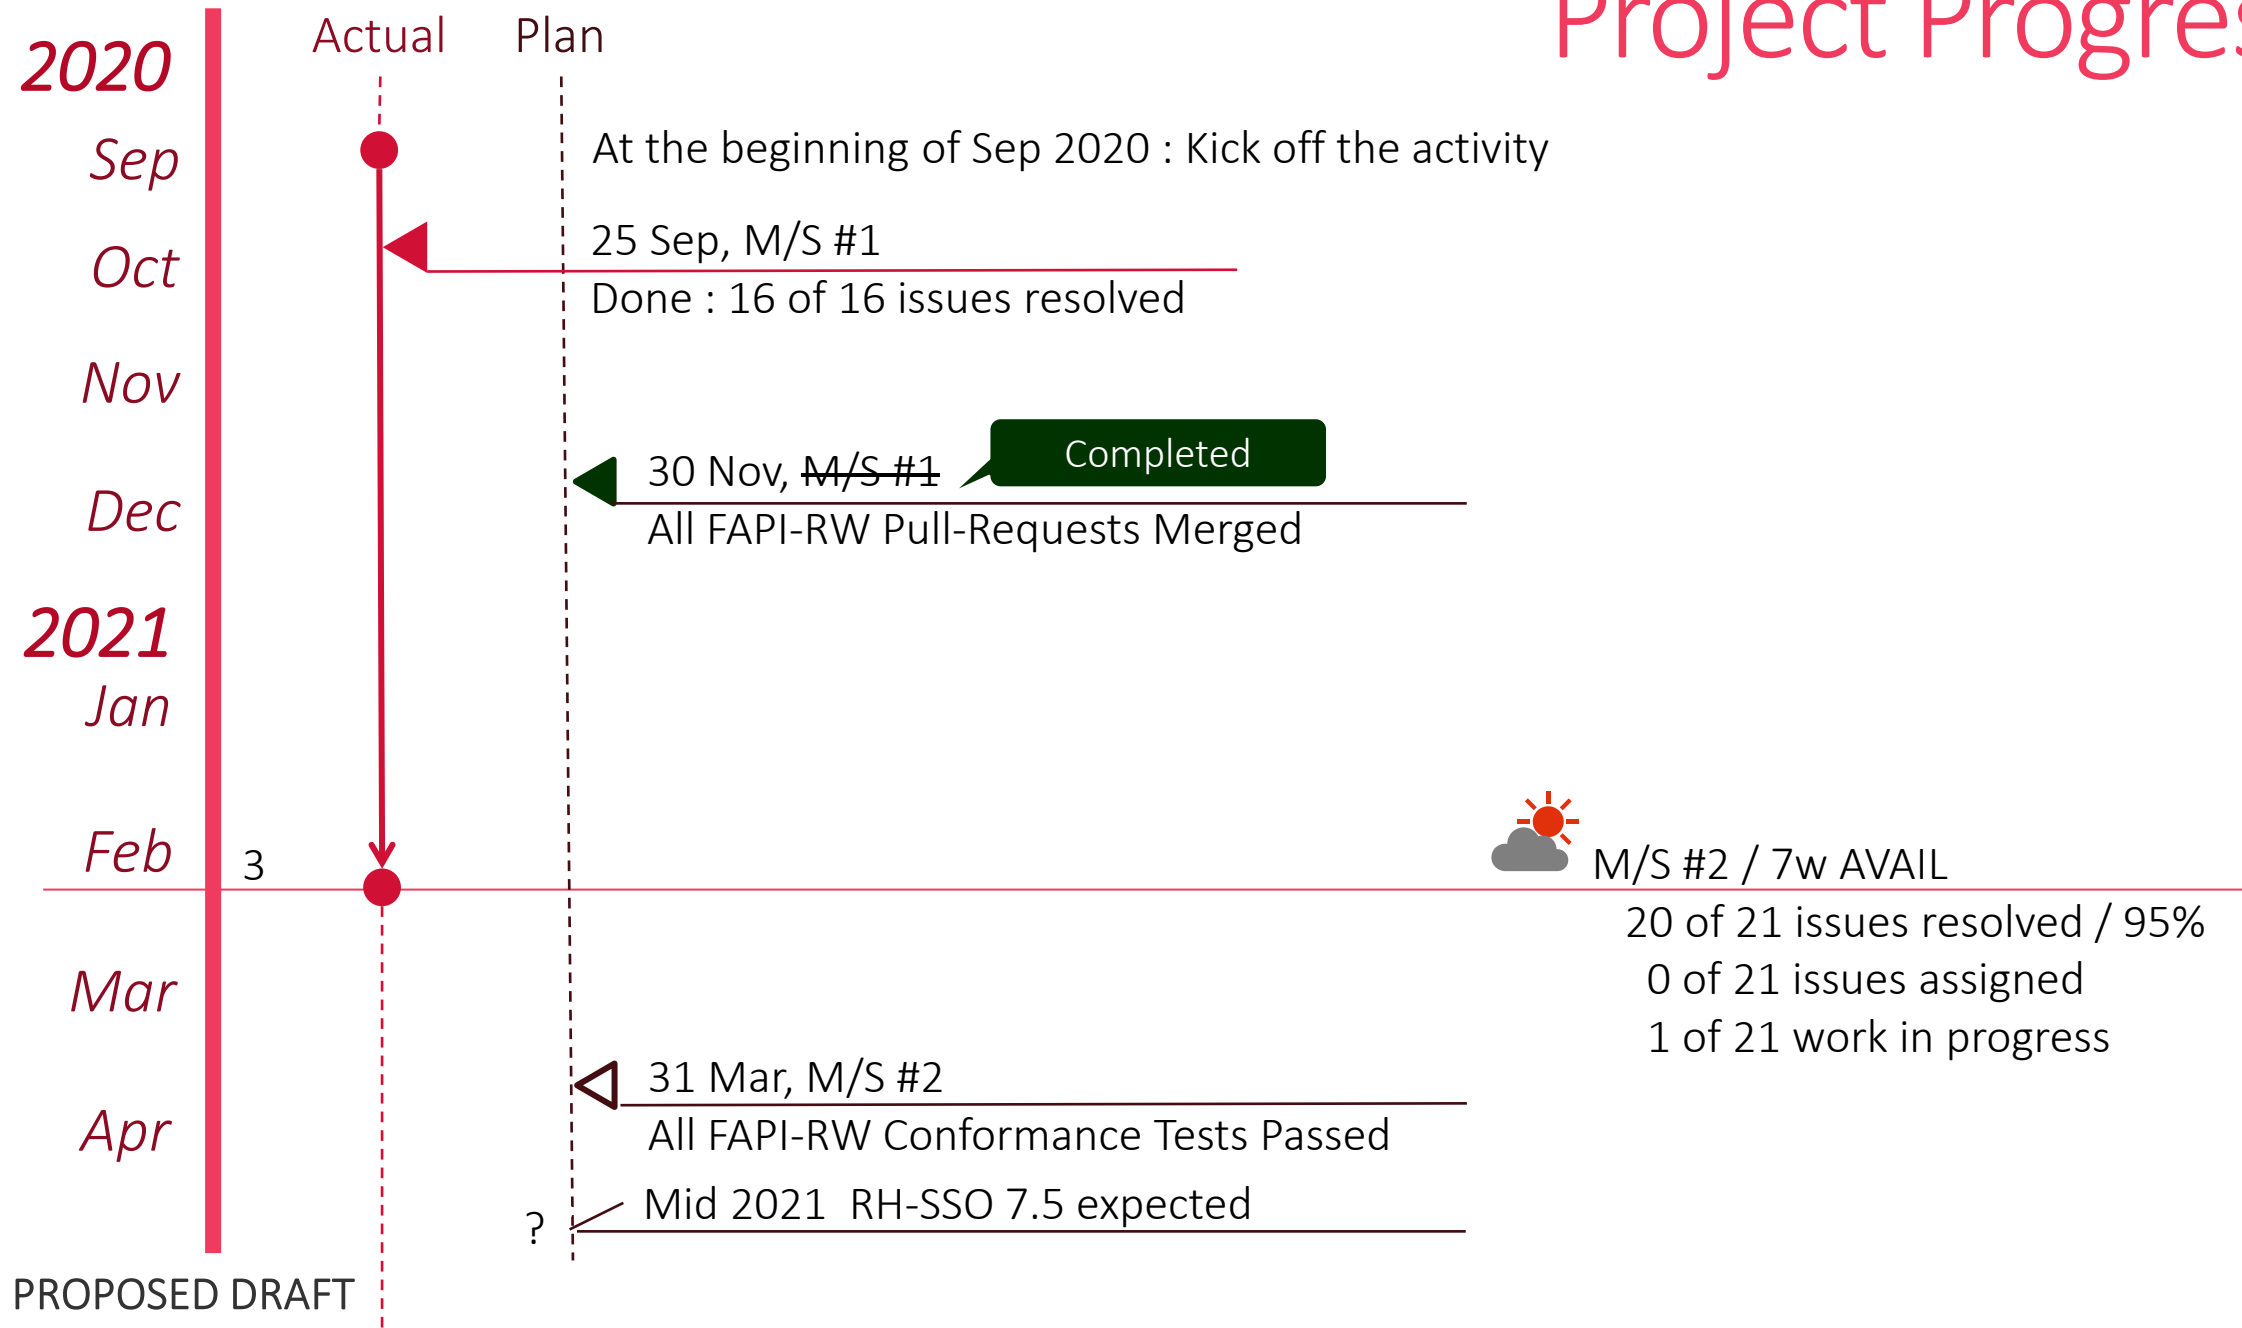 Project Progres
Actual
Plan
2020
Sep
At the beginning of Sep 2020 : Kick off the activity
25 Sep, M/S #1
Oct
Done : 16 of 16 issues resolved
Nov
Completed
30 Nov, M/S #1
Dec
All FAPI-RW Pull-Requests Merged
2021
Jan
Feb
3
M/S #2 / 7w AVAIL
20 of 21 issues resolved / 95%
0 of 21 issues assigned
1 of 21 work in progress
Mar
31 Mar, M/S #2
Apr
All FAPI-RW Conformance Tests Passed
Mid 2021 RH-SSO 7.5 expected
?
PROPOSED DRAFT